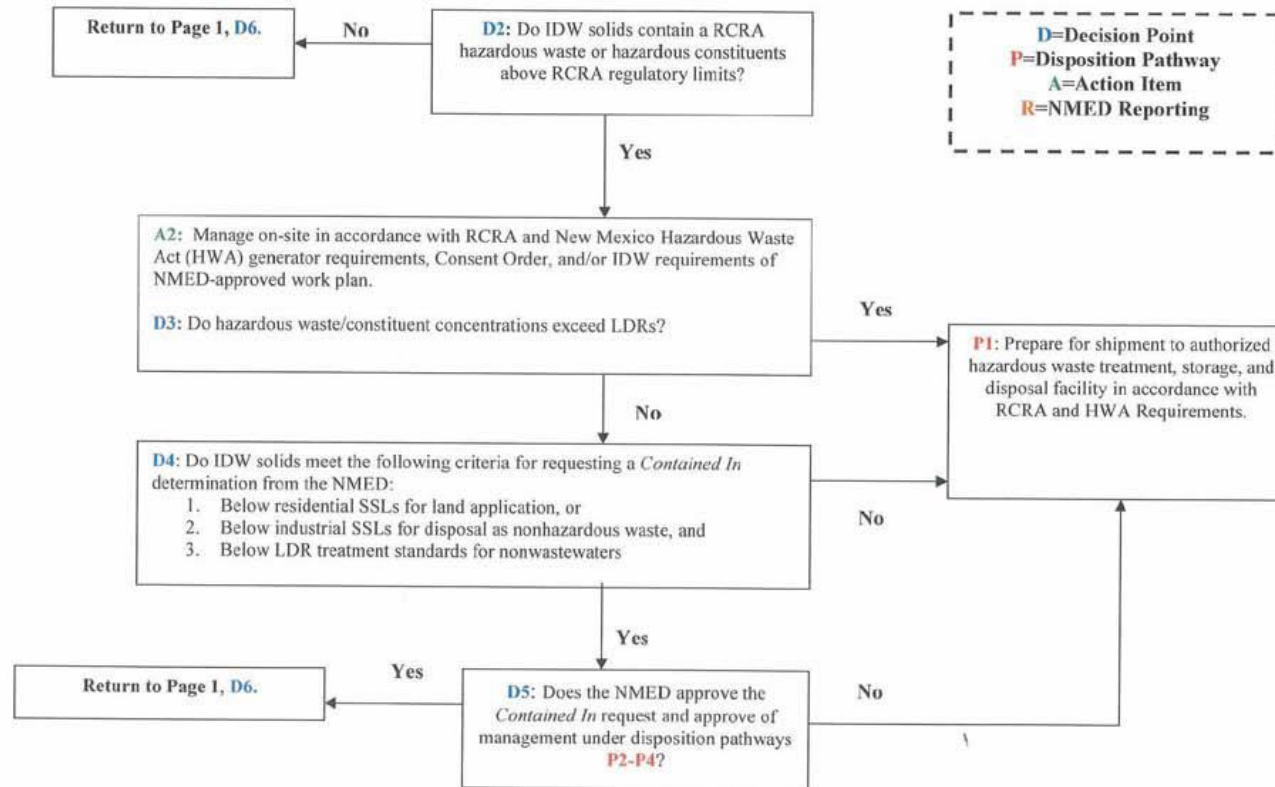 Return to Page 1, D6.
No
D2: Do IDW solids contain a RCRA
hazardous waste or hazardous constituents
above RCRA regulatory limits?
D=Decision Point
P=Disposition Pathway
A=Action Item
R=NMED Reporting
Yes
A2: Manage on-site in accordance with RCRA and New Mexico Hazardous Waste
Act (HWA) generator requirements, Consent Order, and/or IDW requirements of
NMED-approved work plan.
D3: Do hazardous waste/constituent concentrations exceed LDRs?
Yes
P1: Prepare for shipment to authorized
hazardous waste treatment, storage, and
disposal facility in accordance with
RCRA and HWA Requirements.
No
D4: Do IDW solids meet the following criteria for requesting a Contained In
determination from the NMED:
1. Below residential SSLs for land application, or
2. Below industrial SSLs for disposal as nonhazardous waste, and
3. Below LDR treatment standards for nonwastewaters
No
Yes
Return to Page 1, D6.
Yes
D5: Does the NMED approve the
Contained In request and approve of
management under disposition pathways
P2-P4?
No